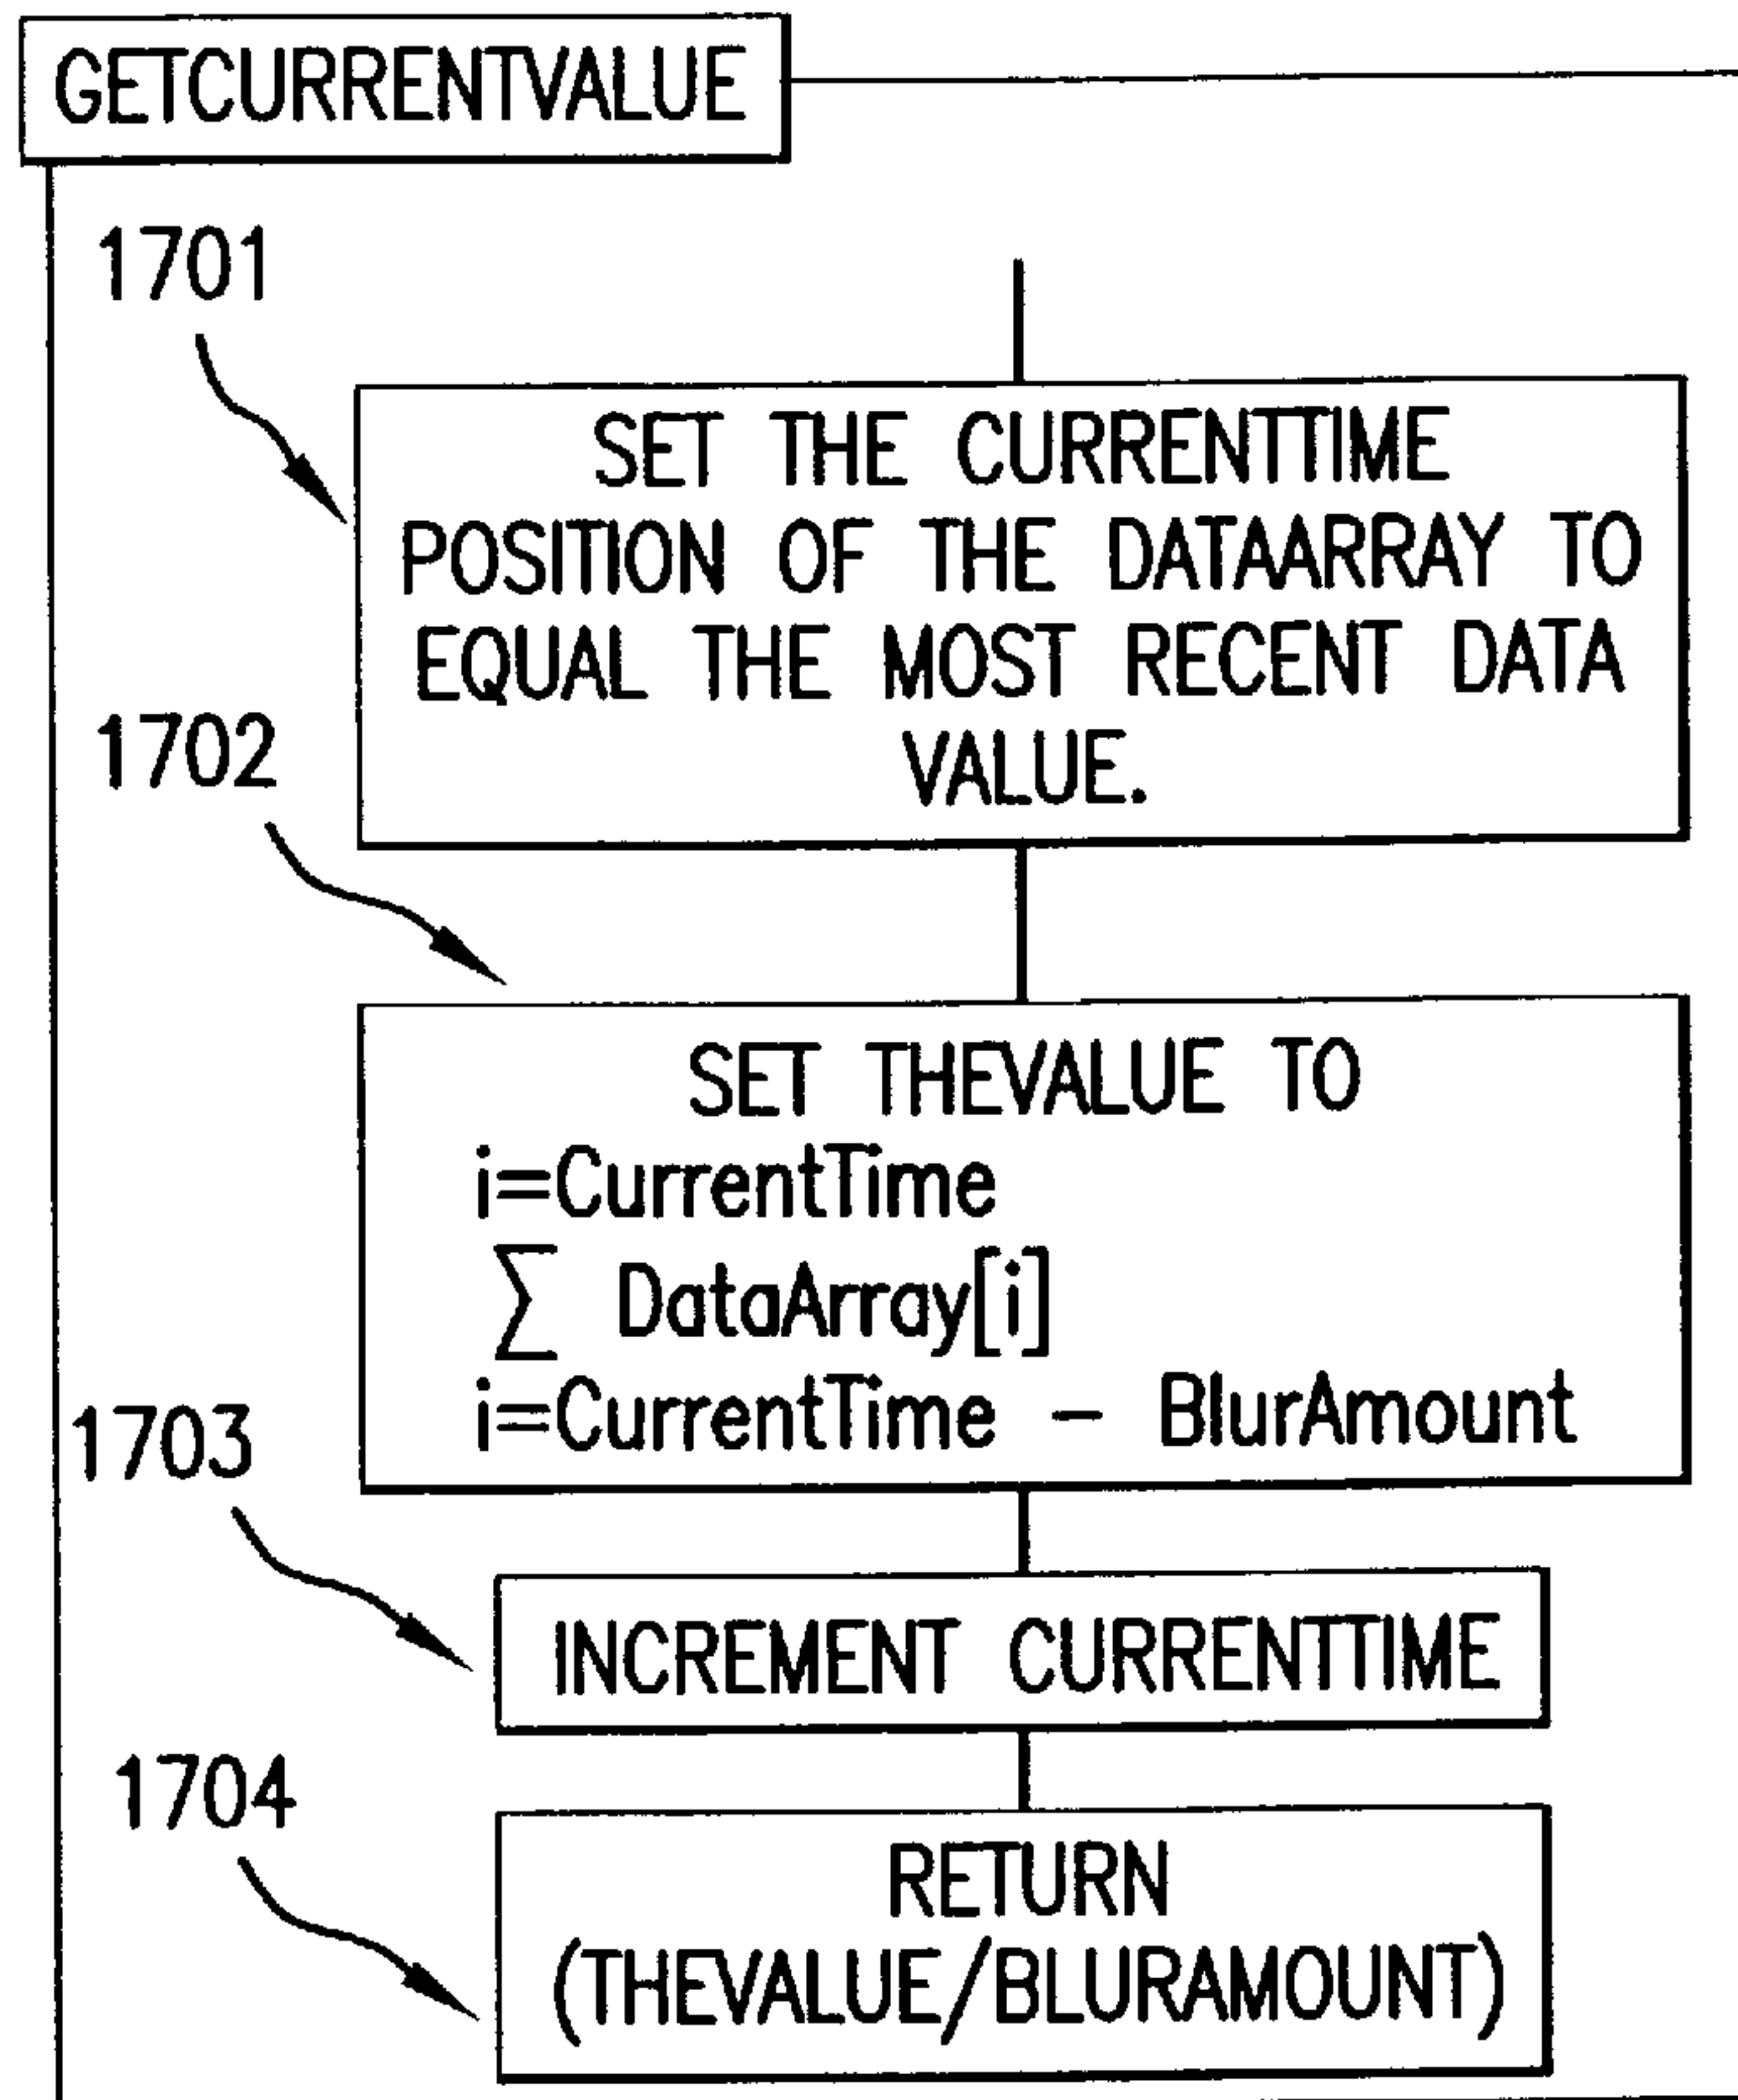 GETCURRENTVALUE
1701
SET THE CURRENTTIME
POSITION OF THE DATAARRAY TO
EQUAL THE MOST RECENT DATA
VALUE.
1702
SET THEVALUE TO
i=CurrentTime
∑ DataArray[i]
i=CurrentTime - BlurAmount
1703
INCREMENT CURRENTTIME
1704
RETURN
(THEVALUE/BLURAMOUNT)